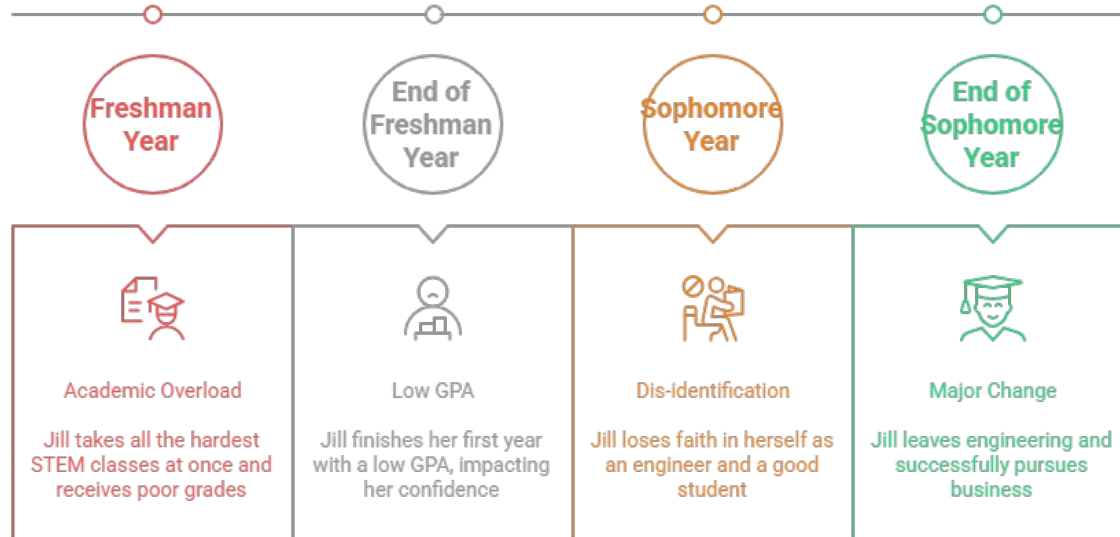 Freshman
Year
End of
Freshman
Year
Sophomore
Year
End of
Sophomore
Year
Academic Overload
Jill takes all the hardest
STEM classes at once and
receives poor grades
Low GPA
Jill finishes her first year
with a low GPA, impacting
her confidence
Dis-identification
Jill loses faith in herself as
an engineer and a good
student
Major Change
Jill leaves engineering and
successfully pursues
business